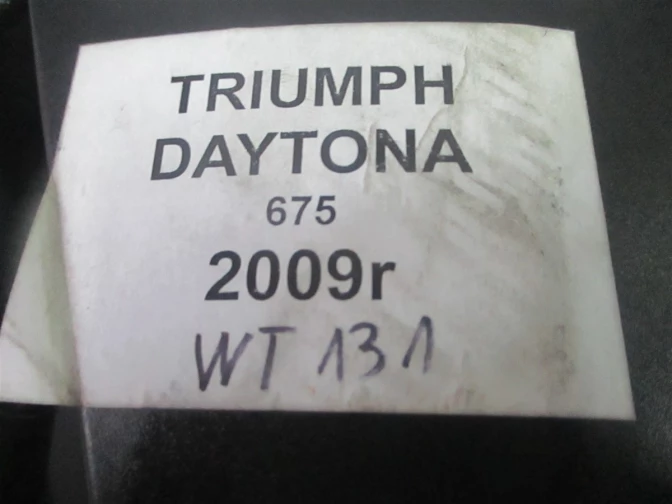 TRIUMPH
DAYTONA
675
2009r
WT 131